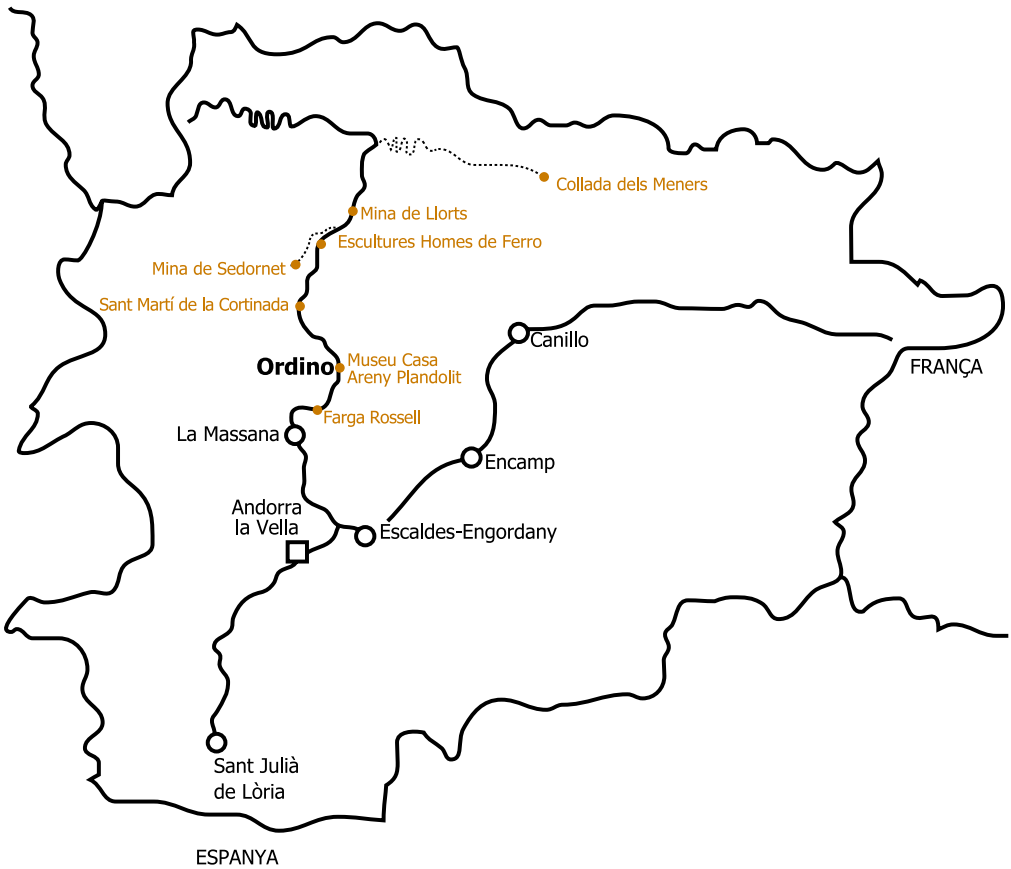 Collada dels Meners
Mina de Llorts
Escultures Homes de Ferro
Mina de Sedornet
Sant Martí de la Cortinada
Canillo
FRANÇA
Ordino
Museu Casa
Areny Plandolit
Farga Rossell
La Massana
Encamp
Andorra
la Vella
Escaldes-Engordany
Sant Julià
de Lòria
ESPANYA